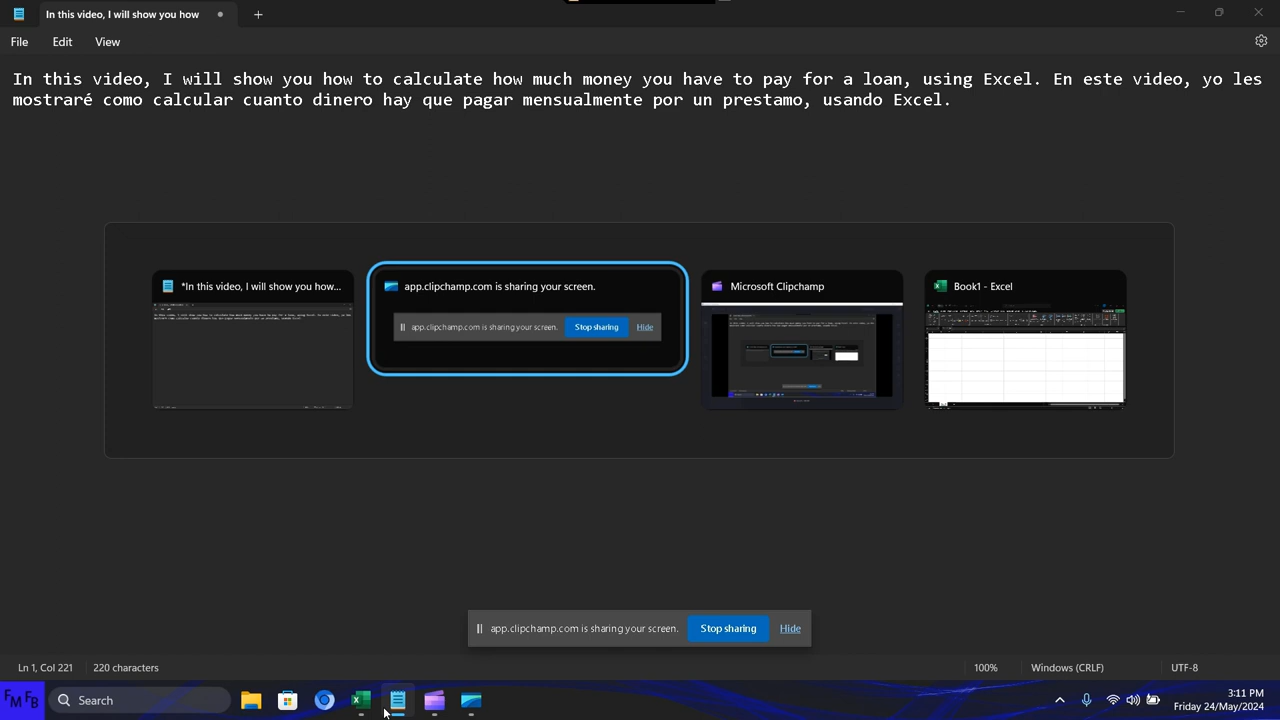 In this video, I will show you how
File
Edit
View
In this video, I will show you how to calculate how much money you have to pay for a loan, using Excel. En este video, yo les
mostraré como calcular cuanto dinero hay que pagar mensualmente por un prestamo, usando Excel.
*In this video, I will show you how...
app.clipchamp.com is sharing your screen.
Microsoft Clipchamp
Book1 - Excel
app.clipchamp.com is sharing your screen.
Stop sharing
Hide
app.clipchamp.com is sharing your screen.
Stop sharing
Hide
Ln 1, Col 221
220 characters
100%
Windows (CRLF)
UTF-8
FM FB
Search
3:11 PM
Friday 24/May/2024